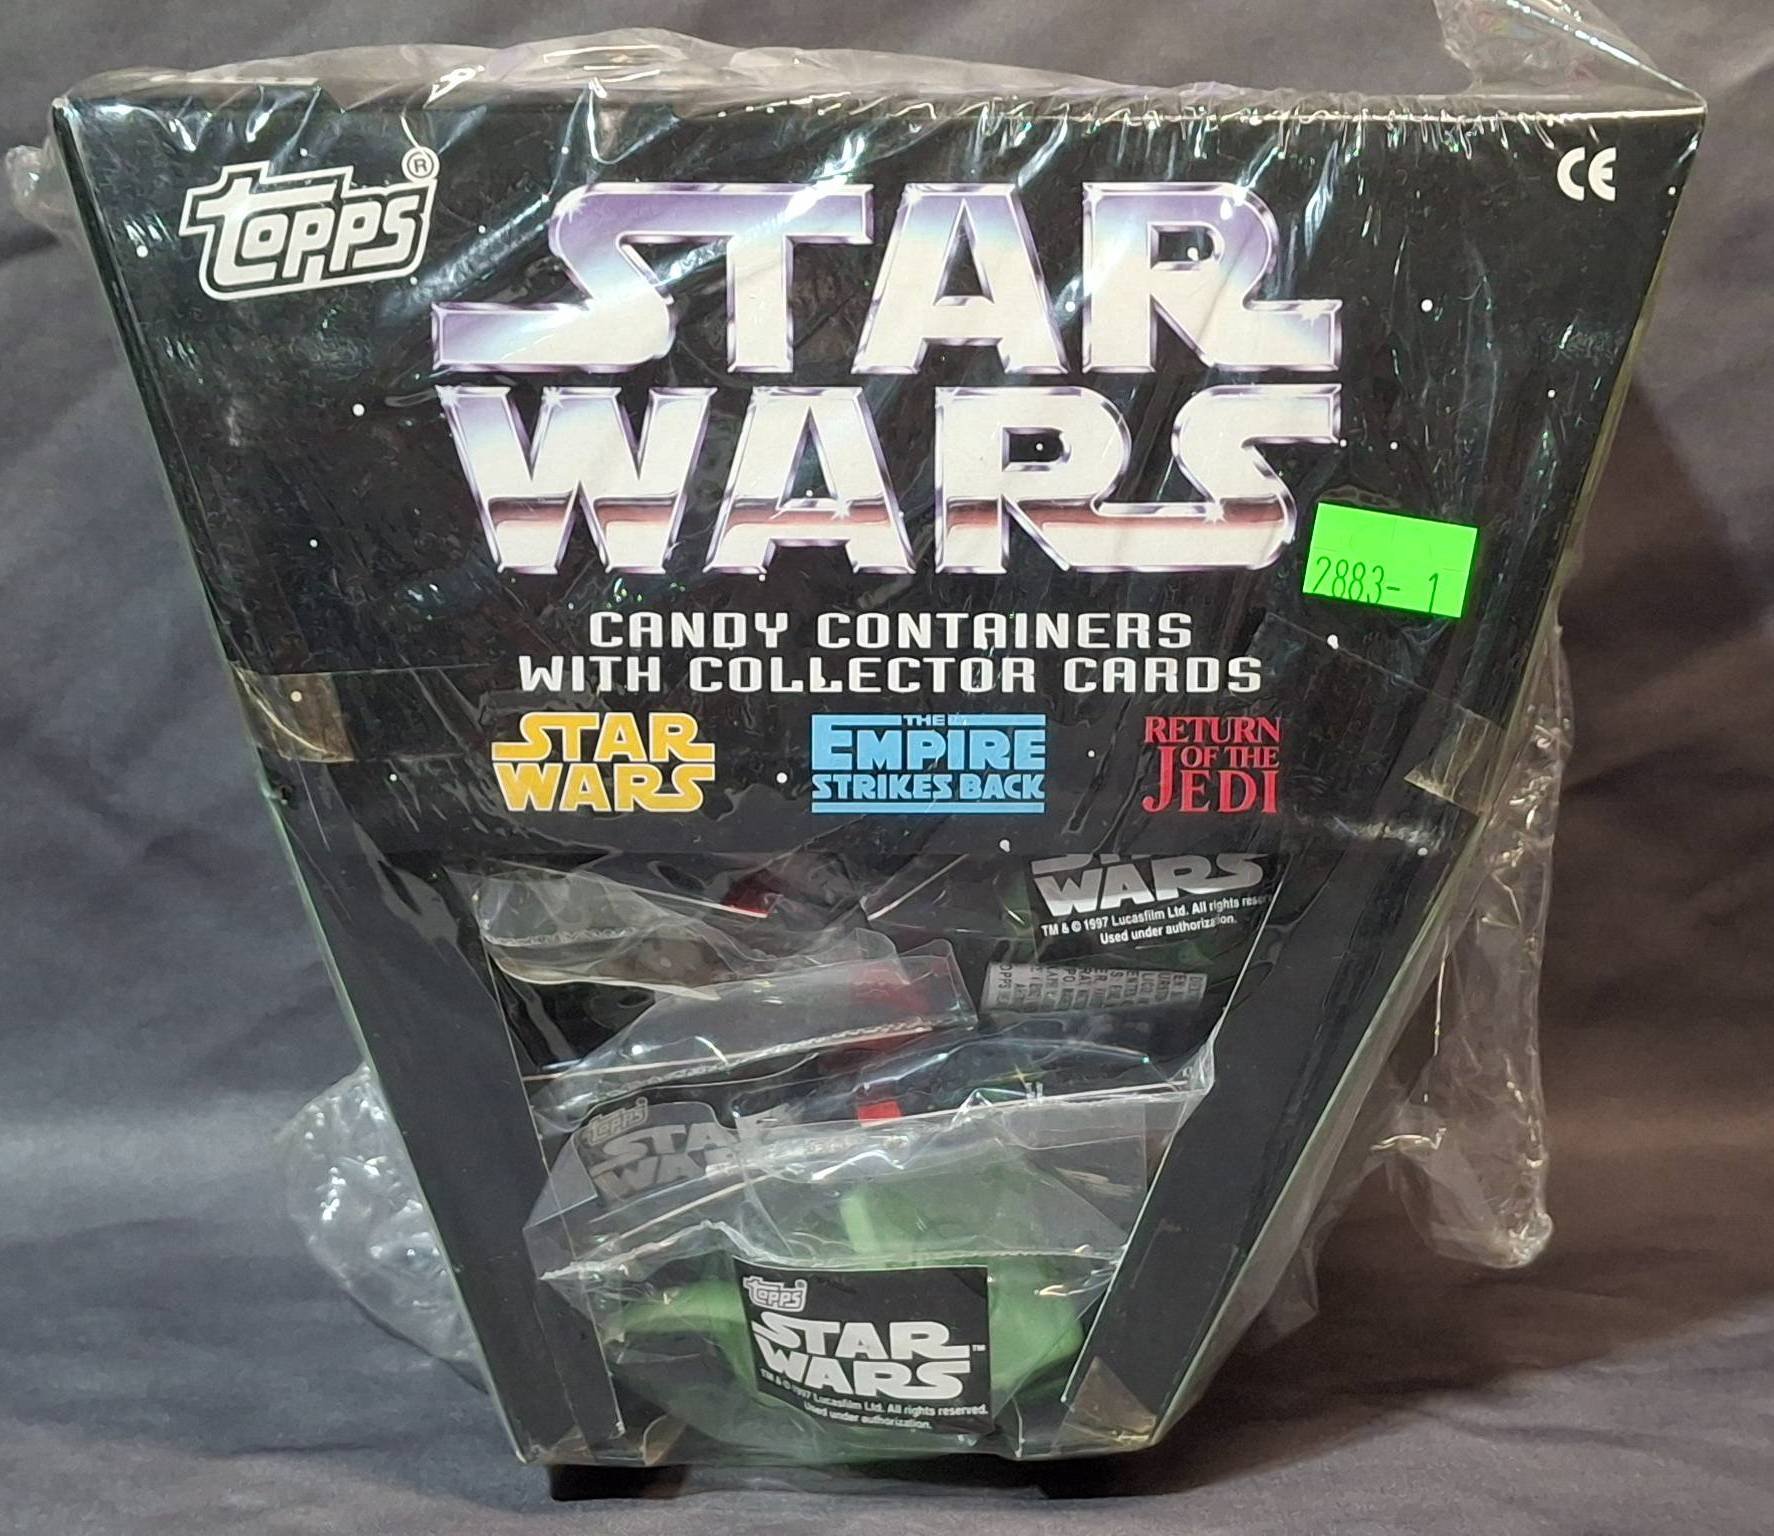 Topps®
CE
STAR
WARS
2883- 1
CANDY CONTAINERS
WITH COLLECTOR CARDS
STAR
WARS
THE
EMPIRE
STRIKES BACK
RETURN
OF THE
JEDI
WARS
TM & © 1997 Lucasfilm Ltd. All rights
Used under authorization.
Topps
STAR
Topps
STAR
WARS™
TM & © 1997 Lucasfilm Ltd. All rights reserved.
Used under authorization.